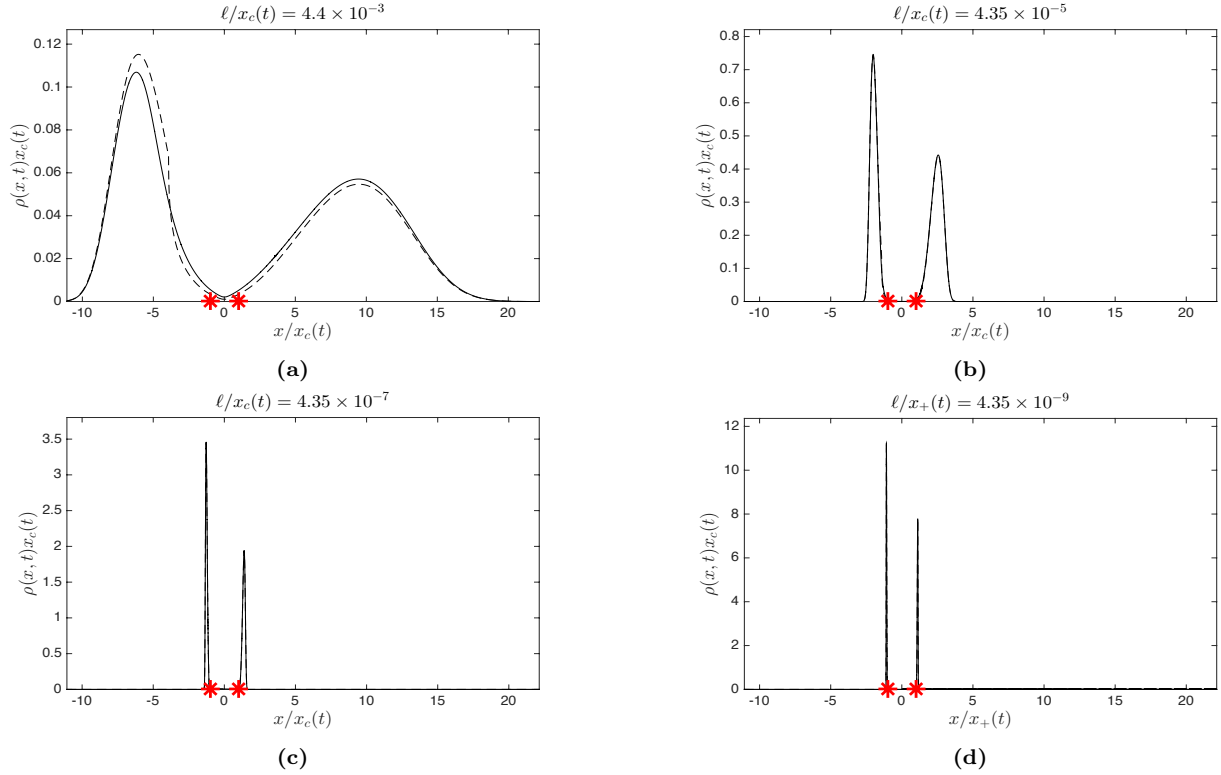 ℓ/x_c(t) = 4.4 × 10^{-3}
0.12
0.1
0.08
0.06
0.04
0.02
0
ρ(x, t)x_c(t)
-10 -5 0 5 10 15 20
x/x_c(t)
(a)
ℓ/x_c(t) = 4.35 × 10^{-5}
0.8
0.7
0.6
0.5
0.4
0.3
0.2
0.1
0
ρ(x, t)x_c(t)
-10 -5 0 5 10 15 20
x/x_c(t)
(b)
ℓ/x_c(t) = 4.35 × 10^{-7}
3.5
3
2.5
2
1.5
1
0.5
0
ρ(x, t)x_c(t)
-10 -5 0 5 10 15 20
x/x_c(t)
(c)
ℓ/x_+(t) = 4.35 × 10^{-9}
12
10
8
6
4
2
0
ρ(x, t)x_c(t)
-10 -5 0 5 10 15 20
x/x_+(t)
(d)